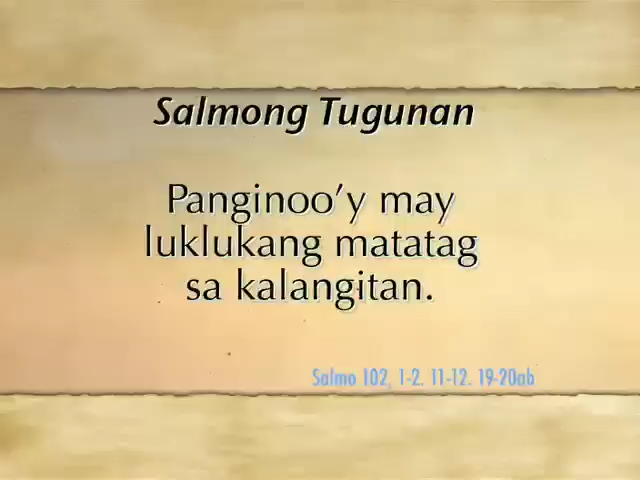 Salmong Tugunan
Panginoo’y may
luklukang matatag
sa kalangitan.
Salmo 102, 1-2. 11-12. 19-20ab